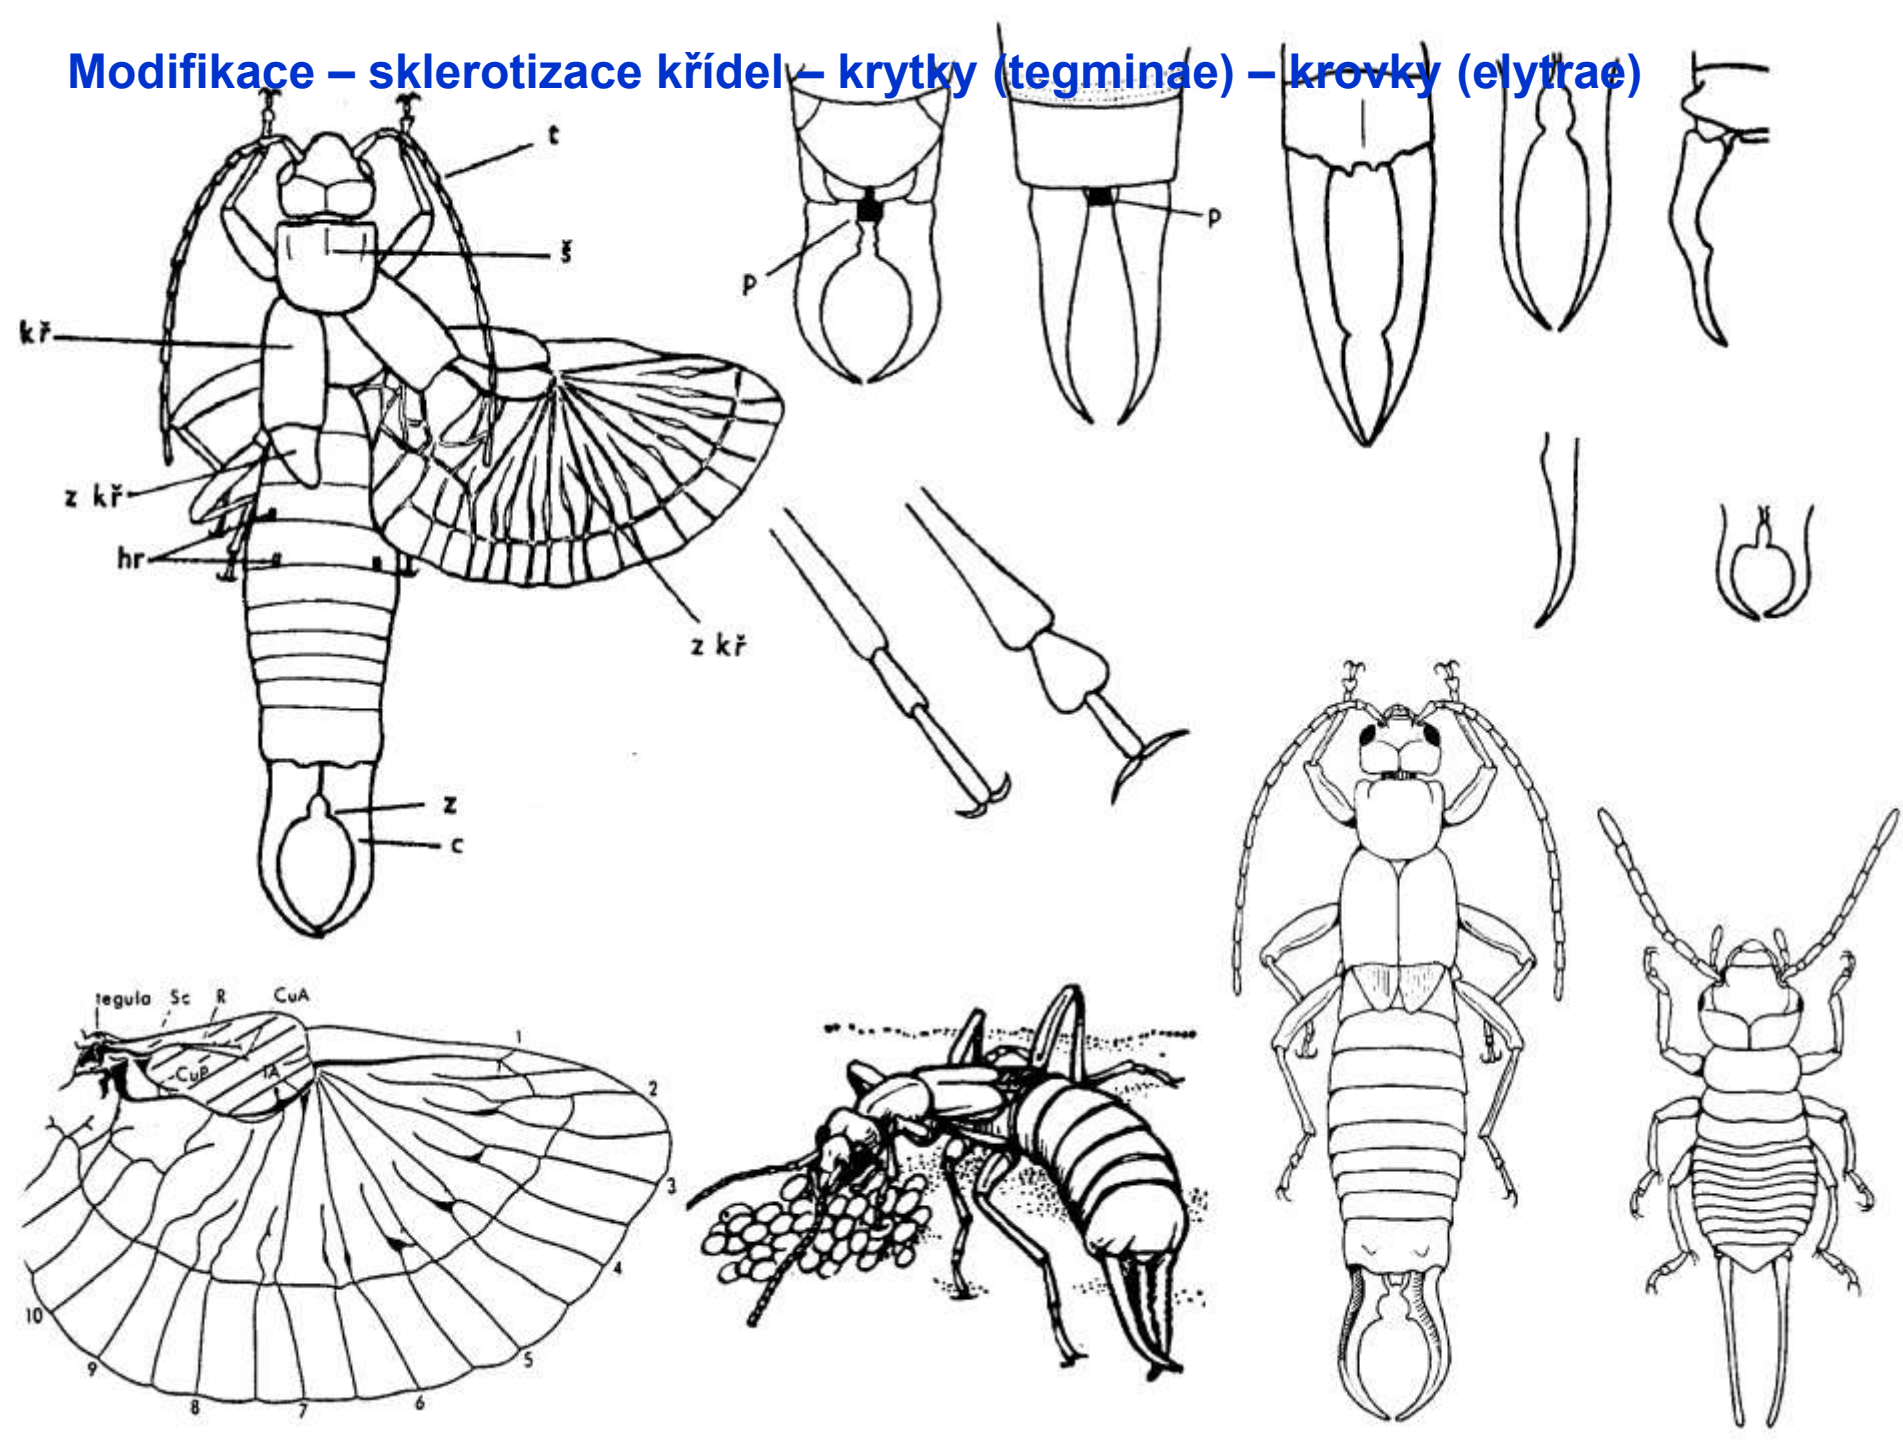 Modifikace – sklerotizace křídel – krytky (tegminae) – krovky (elytrae)
t
š
kř
z kř
hr
z kř
z
c
p
p
tegula Sc R CuA
CuP 1A
1
2
3
4
5
6
7
8
9
10